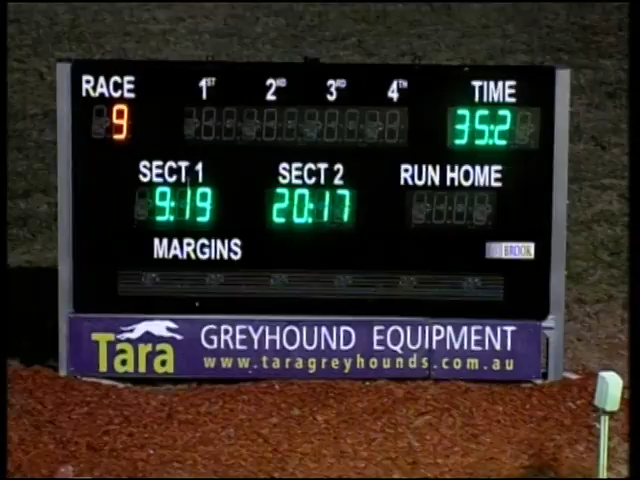 RACE 1ST 2ND 3RD 4TH TIME
9 35:2
SECT 1 SECT 2 RUN HOME
9:19 20:17
MARGINS
BROOK
Tara GREYHOUND EQUIPMENT
www.taragreyhounds.com.au